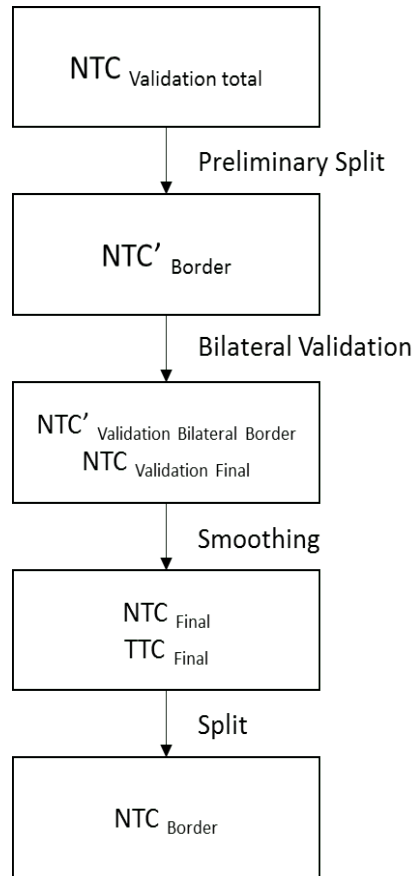 NTC Validation total
Preliminary Split
NTC’ Border
Bilateral Validation
NTC’ Validation Bilateral Border
NTC Validation Final
Smoothing
NTC Final
TTC Final
Split
NTC Border